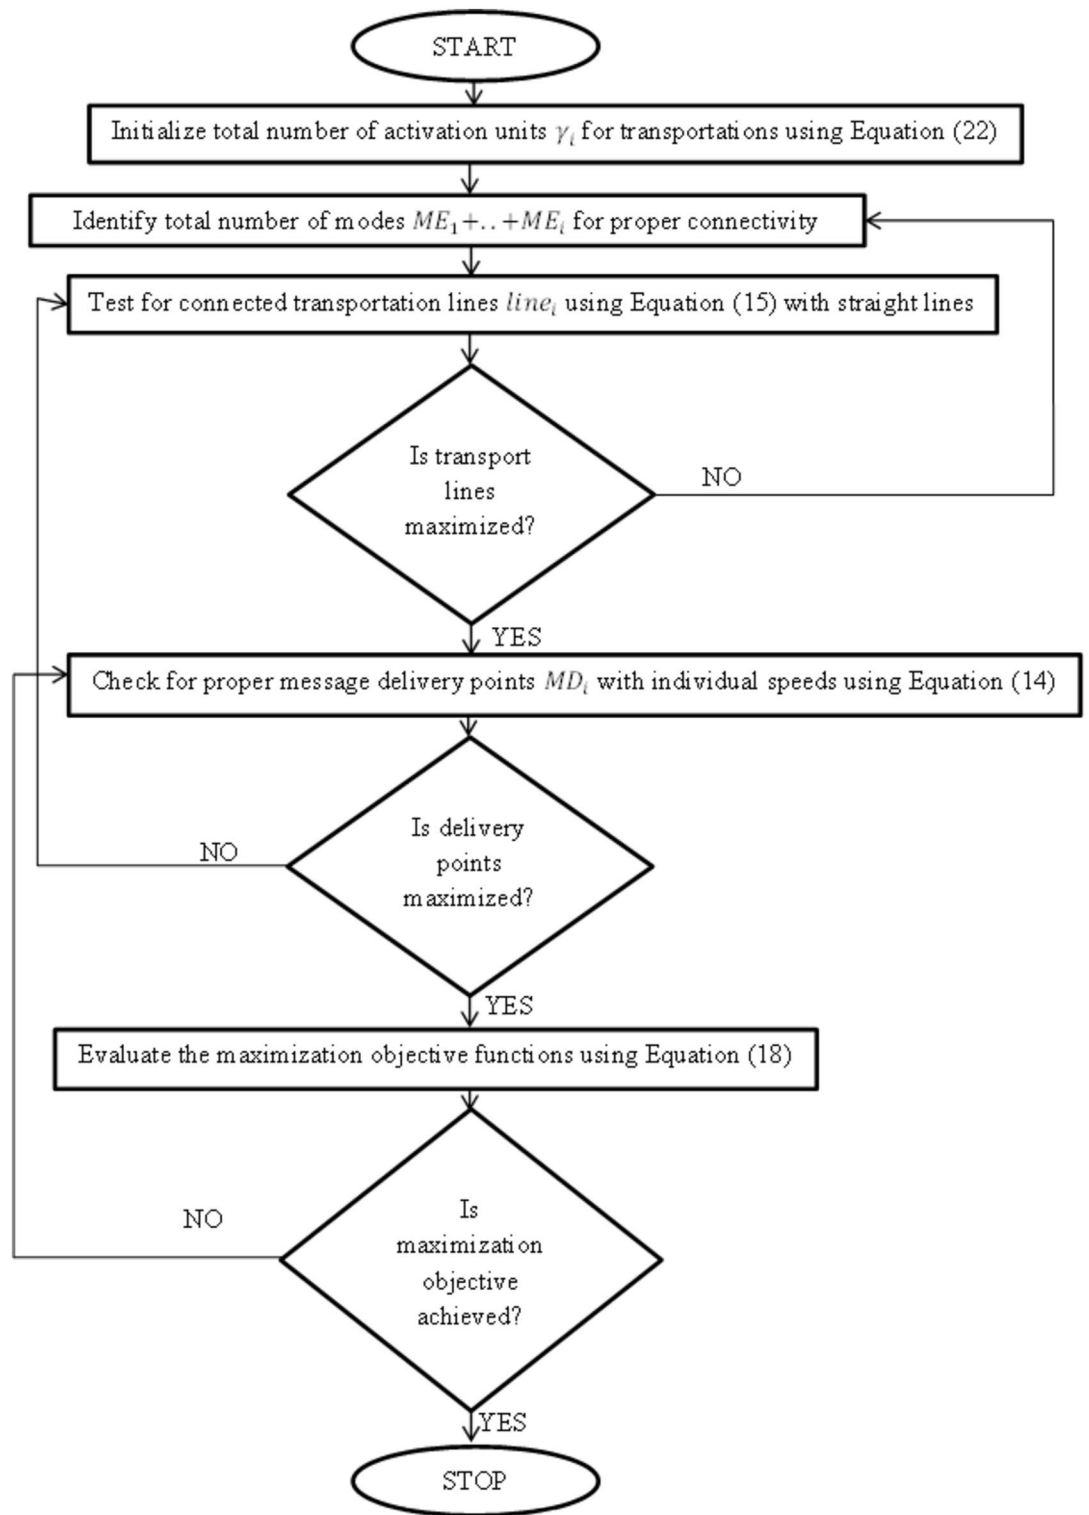 START
Initialize total number of activation units γᵢ for transportations using Equation (22)
Identify total number of modes ME₁+..+MEᵢ for proper connectivity
Test for connected transportation lines lineᵢ using Equation (15) with straight lines
Is transport
lines
maximized?
NO
YES
Check for proper message delivery points MDᵢ with individual speeds using Equation (14)
Is delivery
points
maximized?
NO
YES
Evaluate the maximization objective functions using Equation (18)
Is
maximization
objective
achieved?
NO
YES
STOP